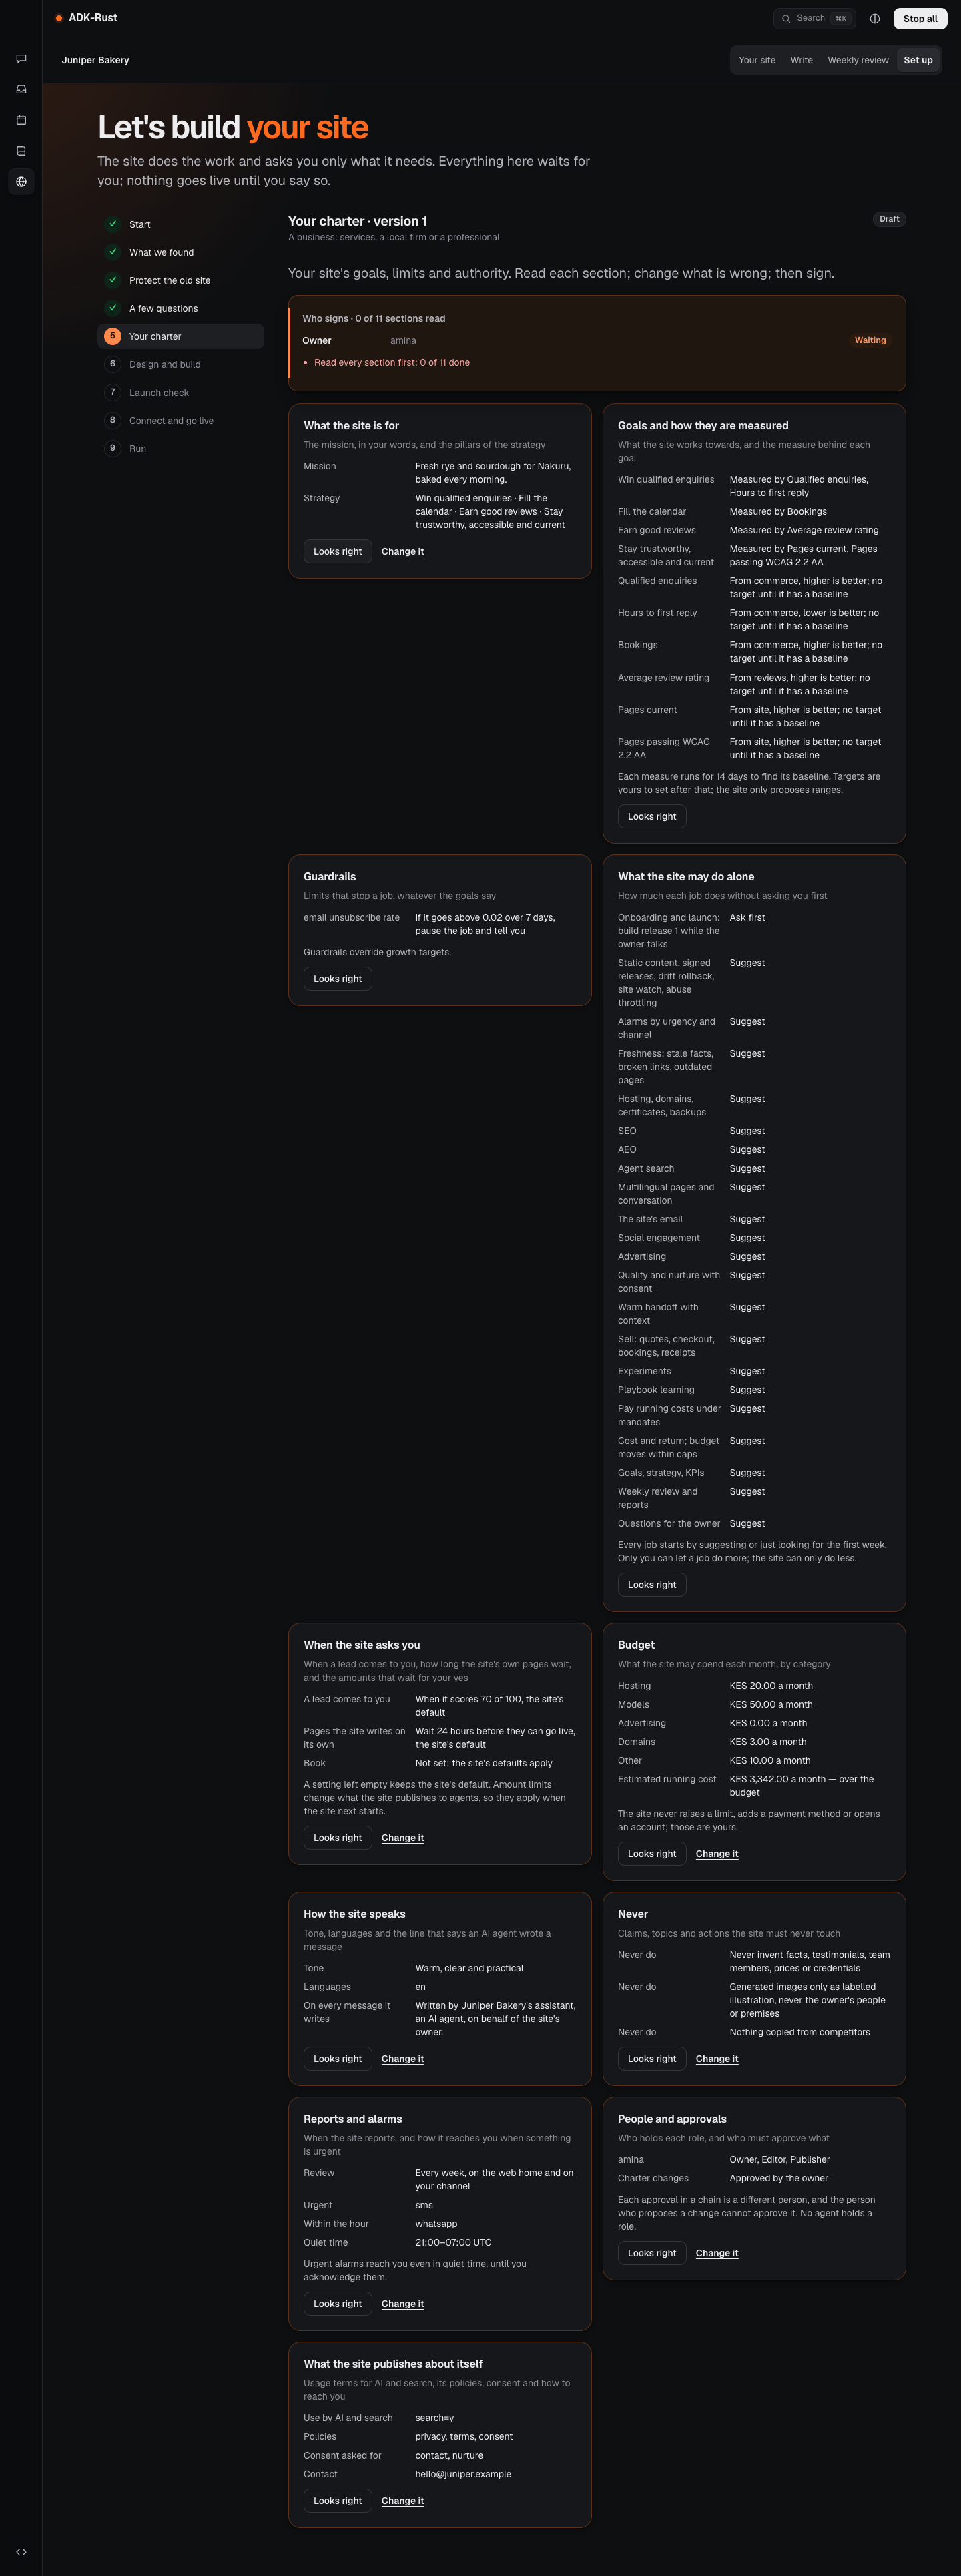 ADK-Rust
Search ⌘K
Stop all
Juniper Bakery
Your site
Write
Weekly review
Set up
Let's build your site
The site does the work and asks you only what it needs. Everything here waits for
you; nothing goes live until you say so.
Start
What we found
Protect the old site
A few questions
5 Your charter
6 Design and build
7 Launch check
8 Connect and go live
9 Run
Your charter · version 1
Draft
A business: services, a local firm or a professional
Your site's goals, limits and authority. Read each section; change what is wrong; then sign.
Who signs · 0 of 11 sections read
Owner amina Waiting
• Read every section first: 0 of 11 done
What the site is for
The mission, in your words, and the pillars of the strategy
Mission Fresh rye and sourdough for Nakuru,
baked every morning.
Strategy Win qualified enquiries · Fill the
calendar · Earn good reviews · Stay
trustworthy, accessible and current
Looks right Change it
Goals and how they are measured
What the site works towards, and the measure behind each
goal
Win qualified enquiries Measured by Qualified enquiries,
Hours to first reply
Fill the calendar Measured by Bookings
Earn good reviews Measured by Average review rating
Stay trustworthy, Measured by Pages current, Pages
accessible and current passing WCAG 2.2 AA
Qualified enquiries From commerce, higher is better; no
target until it has a baseline
Hours to first reply From commerce, lower is better; no
target until it has a baseline
Bookings From commerce, higher is better; no
target until it has a baseline
Average review rating From reviews, higher is better; no
target until it has a baseline
Pages current From site, higher is better; no target
until it has a baseline
Pages passing WCAG From site, higher is better; no target
2.2 AA until it has a baseline
Each measure runs for 14 days to find its baseline. Targets are
yours to set after that; the site only proposes ranges.
Looks right
Guardrails
Limits that stop a job, whatever the goals say
email unsubscribe rate If it goes above 0.02 over 7 days,
pause the job and tell you
Guardrails override growth targets.
Looks right
What the site may do alone
How much each job does without asking you first
Onboarding and launch: Ask first
build release 1 while the
owner talks
Static content, signed Suggest
releases, drift rollback,
site watch, abuse
throttling
Alarms by urgency and Suggest
channel
Freshness: stale facts, Suggest
broken links, outdated
pages
Hosting, domains, Suggest
certificates, backups
SEO Suggest
AEO Suggest
Agent search Suggest
Multilingual pages and Suggest
conversation
The site's email Suggest
Social engagement Suggest
Advertising Suggest
Qualify and nurture with Suggest
consent
Warm handoff with Suggest
context
Sell: quotes, checkout, Suggest
bookings, receipts
Experiments Suggest
Playbook learning Suggest
Pay running costs under Suggest
mandates
Cost and return; budget Suggest
moves within caps
Goals, strategy, KPIs Suggest
Weekly review and Suggest
reports
Questions for the owner Suggest
Every job starts by suggesting or just looking for the first week.
Only you can let a job do more; the site can only do less.
Looks right
When the site asks you
When a lead comes to you, how long the site's own pages wait,
and the amounts that wait for your yes
A lead comes to you When it scores 70 of 100, the site's
default
Pages the site writes on Wait 24 hours before they can go live,
its own the site's default
Book Not set: the site's defaults apply
A setting left empty keeps the site's default. Amount limits
change what the site publishes to agents, so they apply when
the site next starts.
Looks right Change it
Budget
What the site may spend each month, by category
Hosting KES 20.00 a month
Models KES 50.00 a month
Advertising KES 0.00 a month
Domains KES 3.00 a month
Other KES 10.00 a month
Estimated running cost KES 3,342.00 a month — over the
budget
The site never raises a limit, adds a payment method or opens
an account; those are yours.
Looks right Change it
How the site speaks
Tone, languages and the line that says an AI agent wrote a
message
Tone Warm, clear and practical
Languages en
On every message it Written by Juniper Bakery's assistant,
writes an AI agent, on behalf of the site's
owner.
Looks right Change it
Never
Claims, topics and actions the site must never touch
Never do Never invent facts, testimonials, team
members, prices or credentials
Never do Generated images only as labelled
illustration, never the owner's people
or premises
Never do Nothing copied from competitors
Looks right Change it
Reports and alarms
When the site reports, and how it reaches you when something
is urgent
Review Every week, on the web home and on
your channel
Urgent sms
Within the hour whatsapp
Quiet time 21:00–07:00 UTC
Urgent alarms reach you even in quiet time, until you
acknowledge them.
Looks right Change it
People and approvals
Who holds each role, and who must approve what
amina Owner, Editor, Publisher
Charter changes Approved by the owner
Each approval in a chain is a different person, and the person
who proposes a change cannot approve it. No agent holds a
role.
Looks right Change it
What the site publishes about itself
Usage terms for AI and search, its policies, consent and how to
reach you
Use by AI and search search=y
Policies privacy, terms, consent
Consent asked for contact, nurture
Contact hello@juniper.example
Looks right Change it